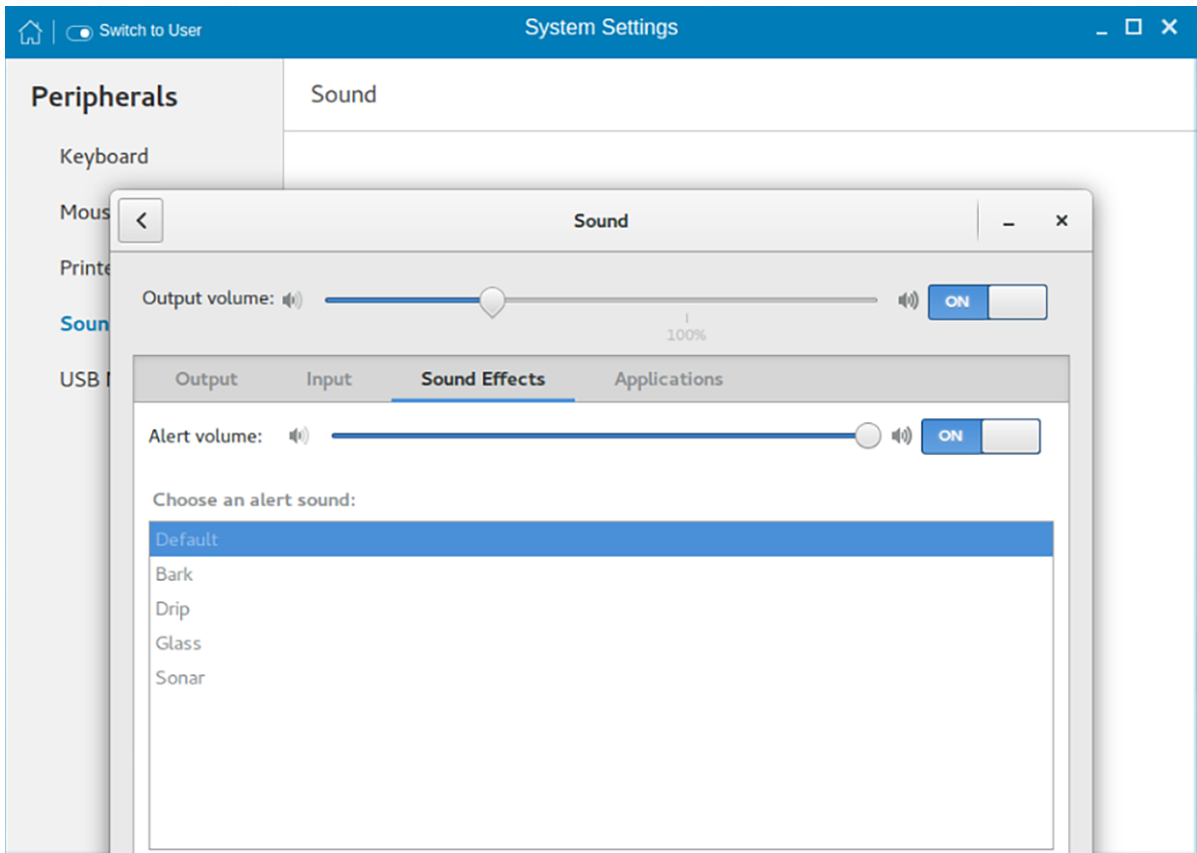 Switch to User
System Settings
Peripherals
Sound
Keyboard
Mous
Sound
Printe
Output volume:
ON
100%
Soun
USB
Output Input Sound Effects Applications
Alert volume:
ON
Choose an alert sound:
Default
Bark
Drip
Glass
Sonar